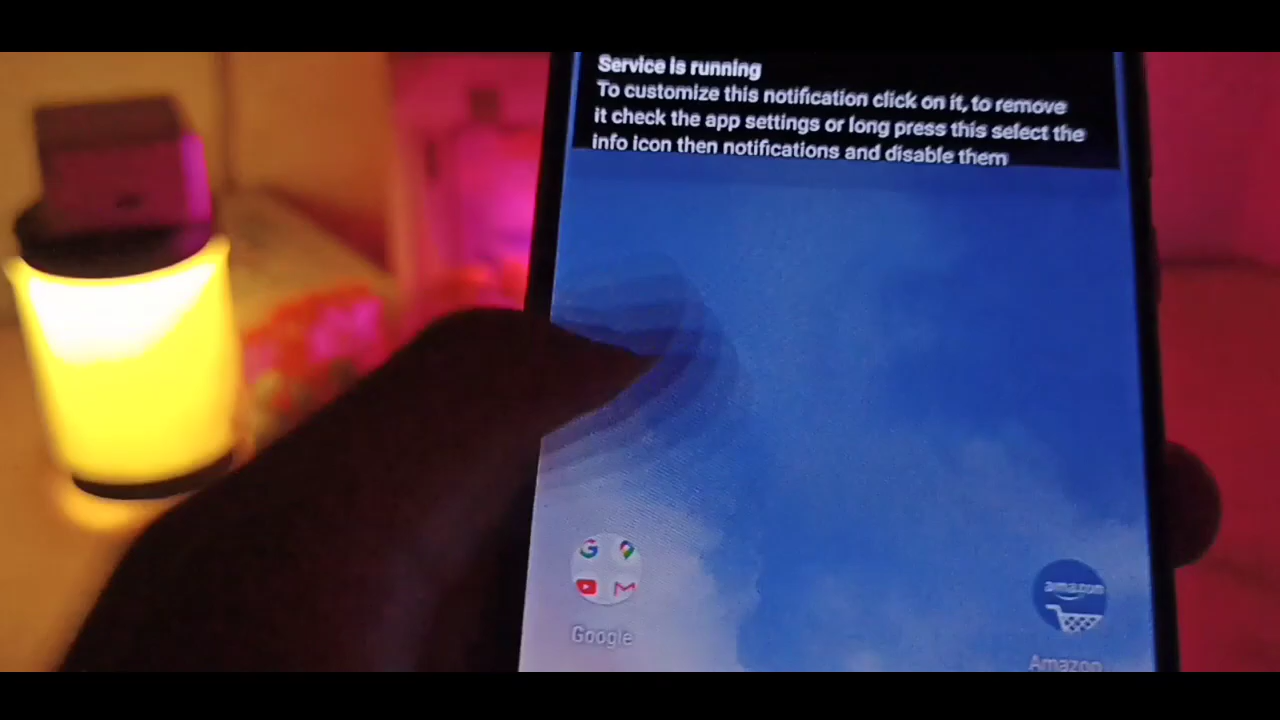 Service is running
To customize this notification click on it, to remove
it check the app settings or long press this select the
info icon then notifications and disable them
amazon
Google
Amazon